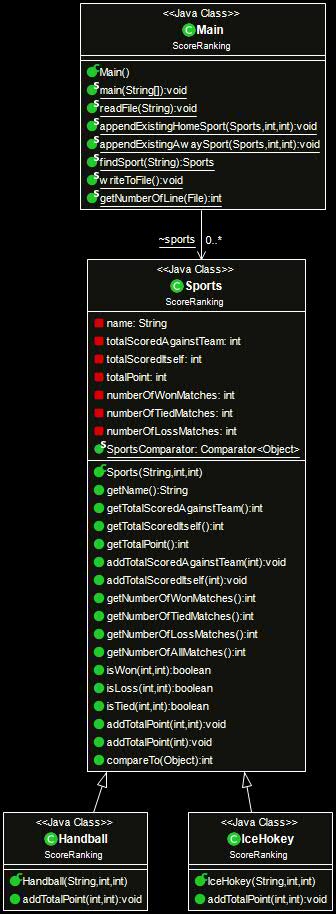 <<Java Class>>
Main
ScoreRanking
Main()
main(String[]):void
readFile(String):void
appendExistingHomeSport(Sports,int,int):void
appendExistingAwaySport(Sports,int,int):void
findSport(String):Sports
writeToFile():void
getNumberOfLine(File):int
~sports 0..*
<<Java Class>>
Sports
ScoreRanking
name: String
totalScoredAgainstTeam: int
totalScoredItself: int
totalPoint: int
numberOfWonMatches: int
numberOfTiedMatches: int
numberOfLossMatches: int
SportsComparator: Comparator<Object>
Sports(String,int,int)
getName():String
getTotalScoredAgainstTeam():int
getTotalScoredItself():int
getTotalPoint():int
addTotalScoredAgainstTeam(int):void
addTotalScoredItself(int):void
getNumberOfWonMatches():int
getNumberOfTiedMatches():int
getNumberOfLossMatches():int
getNumberOfAllMatches():int
isWon(int,int):boolean
isLoss(int,int):boolean
isTied(int,int):boolean
addTotalPoint(int,int):void
addTotalPoint(int):void
compareTo(Object):int
<<Java Class>>
Handball
ScoreRanking
Handball(String,int,int)
addTotalPoint(int,int):void
<<Java Class>>
IceHokey
ScoreRanking
IceHokey(String,int,int)
addTotalPoint(int,int):void